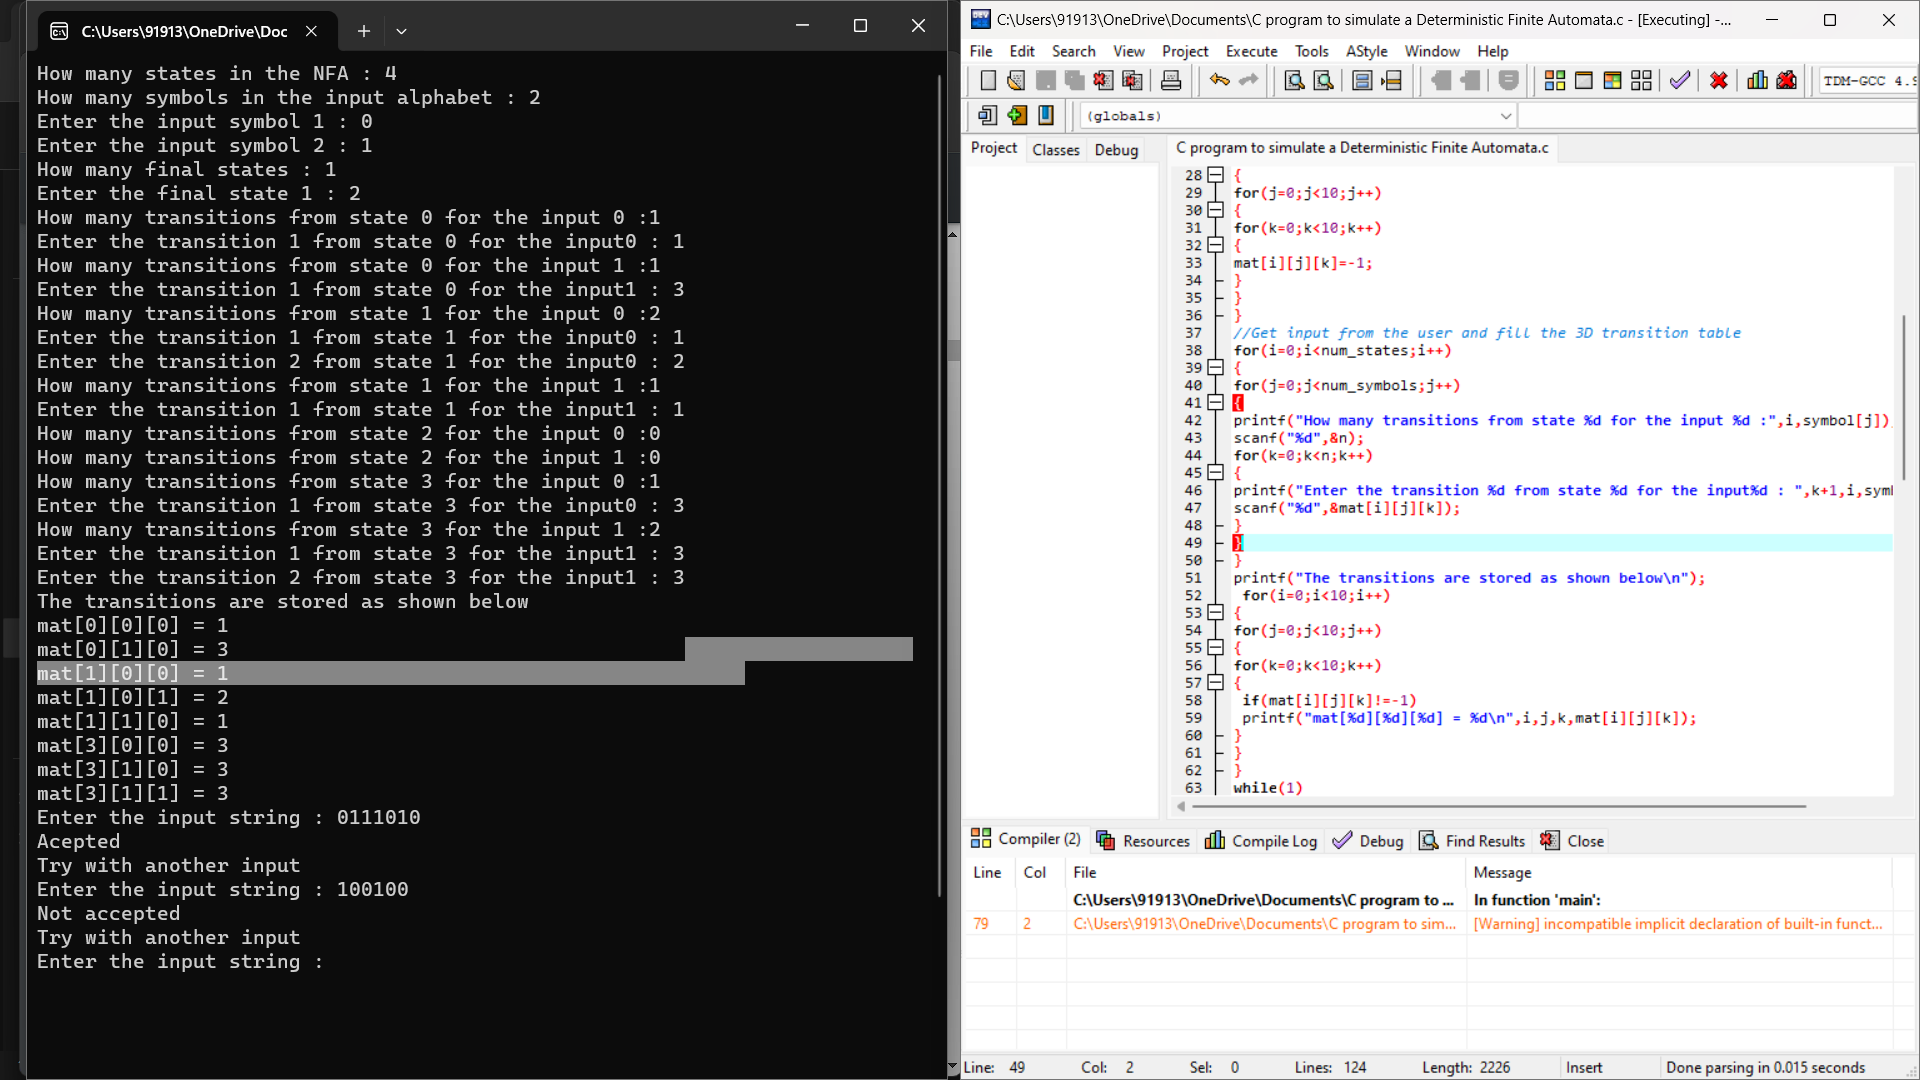 C:\Users\91913\OneDrive\Doc
How many states in the NFA : 4
How many symbols in the input alphabet : 2
Enter the input symbol 1 : 0
Enter the input symbol 2 : 1
How many final states : 1
Enter the final state 1 : 2
How many transitions from state 0 for the input 0 :1
Enter the transition 1 from state 0 for the input0 : 1
How many transitions from state 0 for the input 1 :1
Enter the transition 1 from state 0 for the input1 : 3
How many transitions from state 1 for the input 0 :2
Enter the transition 1 from state 1 for the input0 : 1
Enter the transition 2 from state 1 for the input0 : 2
How many transitions from state 1 for the input 1 :1
Enter the transition 1 from state 1 for the input1 : 1
How many transitions from state 2 for the input 0 :0
How many transitions from state 2 for the input 1 :0
How many transitions from state 3 for the input 0 :1
Enter the transition 1 from state 3 for the input0 : 3
How many transitions from state 3 for the input 1 :2
Enter the transition 1 from state 3 for the input1 : 3
Enter the transition 2 from state 3 for the input1 : 3
The transitions are stored as shown below
mat[0][0][0] = 1
mat[0][1][0] = 3
mat[1][0][0] = 1
mat[1][0][1] = 2
mat[1][1][0] = 1
mat[3][0][0] = 3
mat[3][1][0] = 3
mat[3][1][1] = 3
Enter the input string : 0111010
Acepted
Try with another input
Enter the input string : 100100
Not accepted
Try with another input
Enter the input string :
C:\Users\91913\OneDrive\Documents\C program to simulate a Deterministic Finite Automata.c - [Executing] -...
File Edit Search View Project Execute Tools AStyle Window Help
TDM-GCC 4.9
(globals)
Project Classes Debug
C program to simulate a Deterministic Finite Automata.c
28 {
29 for(j=0;j<10;j++)
30 {
31 for(k=0;k<10;k++)
32 {
33 mat[i][j][k]=-1;
34 }
35 }
36 }
37 //Get input from the user and fill the 3D transition table
38 for(i=0;i<num_states;i++)
39 {
40 for(j=0;j<num_symbols;j++)
41 {
42 printf("How many transitions from state %d for the input %d :",i,symbol[j])
43 scanf("%d",&n);
44 for(k=0;k<n;k++)
45 {
46 printf("Enter the transition %d from state %d for the input%d : ",k+1,i,sym
47 scanf("%d",&mat[i][j][k]);
48 }
49 }
50 }
51 printf("The transitions are stored as shown below\n");
52 for(i=0;i<10;i++)
53 {
54 for(j=0;j<10;j++)
55 {
56 for(k=0;k<10;k++)
57 {
58 if(mat[i][j][k]!=-1)
59 printf("mat[%d][%d][%d] = %d\n",i,j,k,mat[i][j][k]);
60 }
61 }
62 }
63 while(1)
Compiler (2) Resources Compile Log Debug Find Results Close
Line Col File Message
C:\Users\91913\OneDrive\Documents\C program to ... In function 'main':
79 2 C:\Users\91913\OneDrive\Documents\C program to sim... [Warning] incompatible implicit declaration of built-in funct...
Line: 49 Col: 2 Sel: 0 Lines: 124 Length: 2226 Insert Done parsing in 0.015 seconds